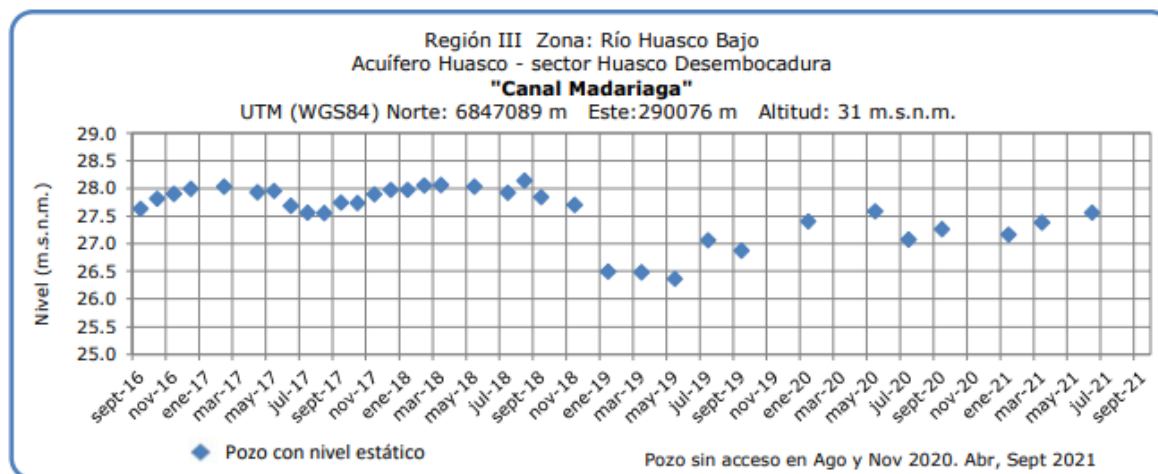 Región III Zona: Río Huasco Bajo
Acuífero Huasco - sector Huasco Desembocadura
"Canal Madariaga"
UTM (WGS84) Norte: 6847089 m Este:290076 m Altitud: 31 m.s.n.m.
Nivel (m.s.n.m.)
29.0
28.5
28.0
27.5
27.0
26.5
26.0
25.5
25.0
sept-16
nov-16
ene-17
mar-17
may-17
jul-17
sept-17
nov-17
ene-18
mar-18
may-18
jul-18
sept-18
nov-18
ene-19
mar-19
may-19
jul-19
sept-19
nov-19
ene-20
mar-20
may-20
jul-20
sept-20
nov-20
ene-21
mar-21
may-21
jul-21
sept-21
Pozo con nivel estático
Pozo sin acceso en Ago y Nov 2020. Abr, Sept 2021